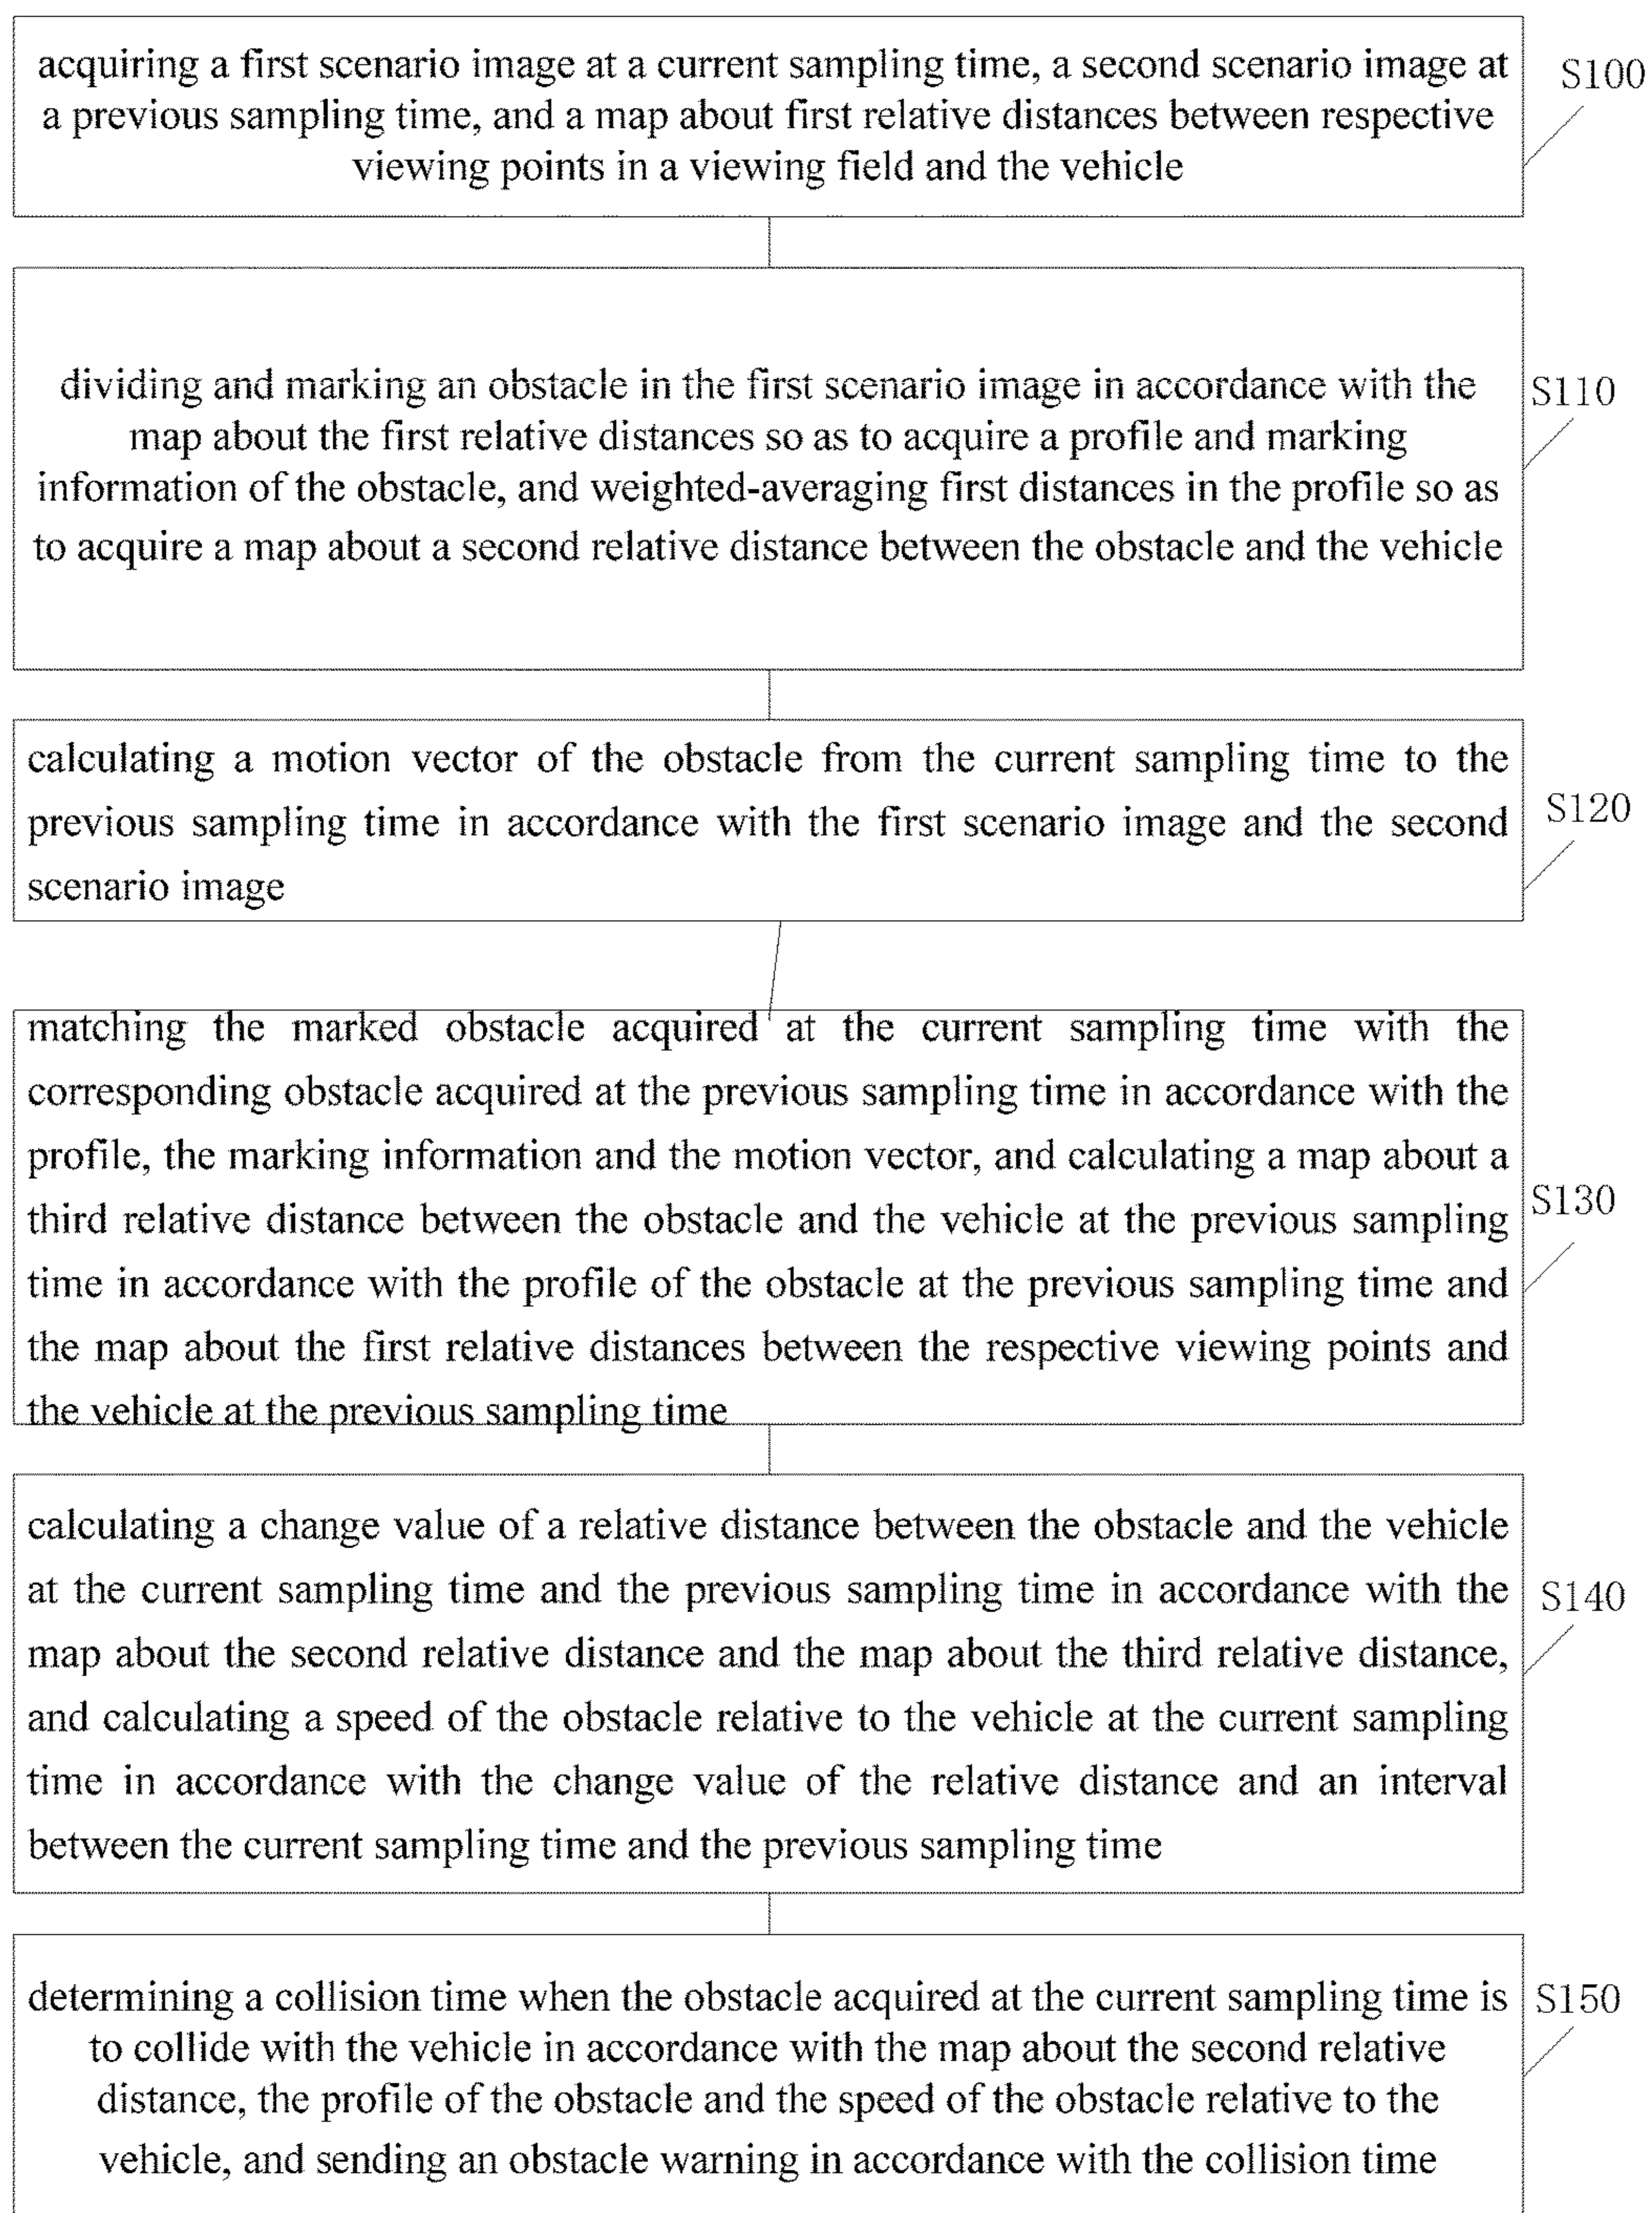 acquiring a first scenario image at a current sampling time, a second scenario image at
a previous sampling time, and a map about first relative distances between respective
viewing points in a viewing field and the vehicle
S100
dividing and marking an obstacle in the first scenario image in accordance with the
map about the first relative distances so as to acquire a profile and marking
information of the obstacle, and weighted-averaging first distances in the profile so as
to acquire a map about a second relative distance between the obstacle and the vehicle
S110
calculating a motion vector of the obstacle from the current sampling time to the
previous sampling time in accordance with the first scenario image and the second
scenario image
S120
matching the marked obstacle acquired at the current sampling time with the
corresponding obstacle acquired at the previous sampling time in accordance with the
profile, the marking information and the motion vector, and calculating a map about a
third relative distance between the obstacle and the vehicle at the previous sampling
time in accordance with the profile of the obstacle at the previous sampling time and
the map about the first relative distances between the respective viewing points and
the vehicle at the previous sampling time
S130
calculating a change value of a relative distance between the obstacle and the vehicle
at the current sampling time and the previous sampling time in accordance with the
map about the second relative distance and the map about the third relative distance,
and calculating a speed of the obstacle relative to the vehicle at the current sampling
time in accordance with the change value of the relative distance and an interval
between the current sampling time and the previous sampling time
S140
determining a collision time when the obstacle acquired at the current sampling time is
to collide with the vehicle in accordance with the map about the second relative
distance, the profile of the obstacle and the speed of the obstacle relative to the
vehicle, and sending an obstacle warning in accordance with the collision time
S150